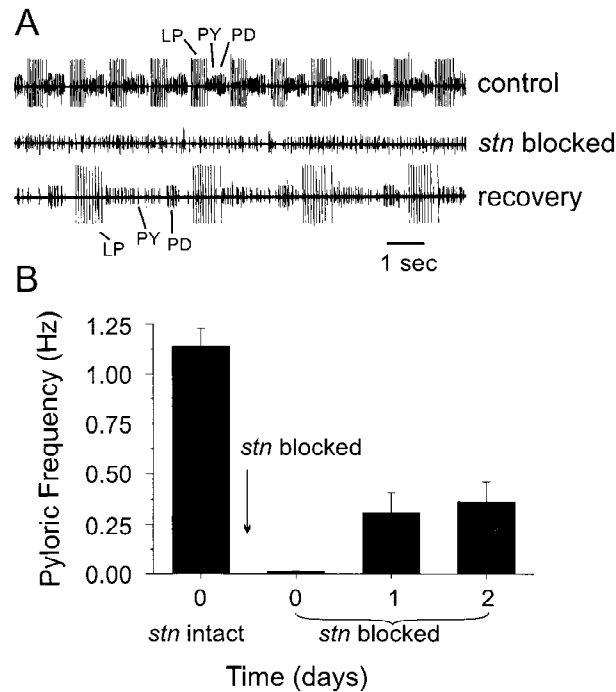 A
LP PY PD
control
stn blocked
recovery
LP PY PD
1 sec
B
Pyloric Frequency (Hz)
1.25
1.00
0.75
0.50
0.25
0.00
stn blocked
0 0 1 2
stn intact stn blocked
Time (days)